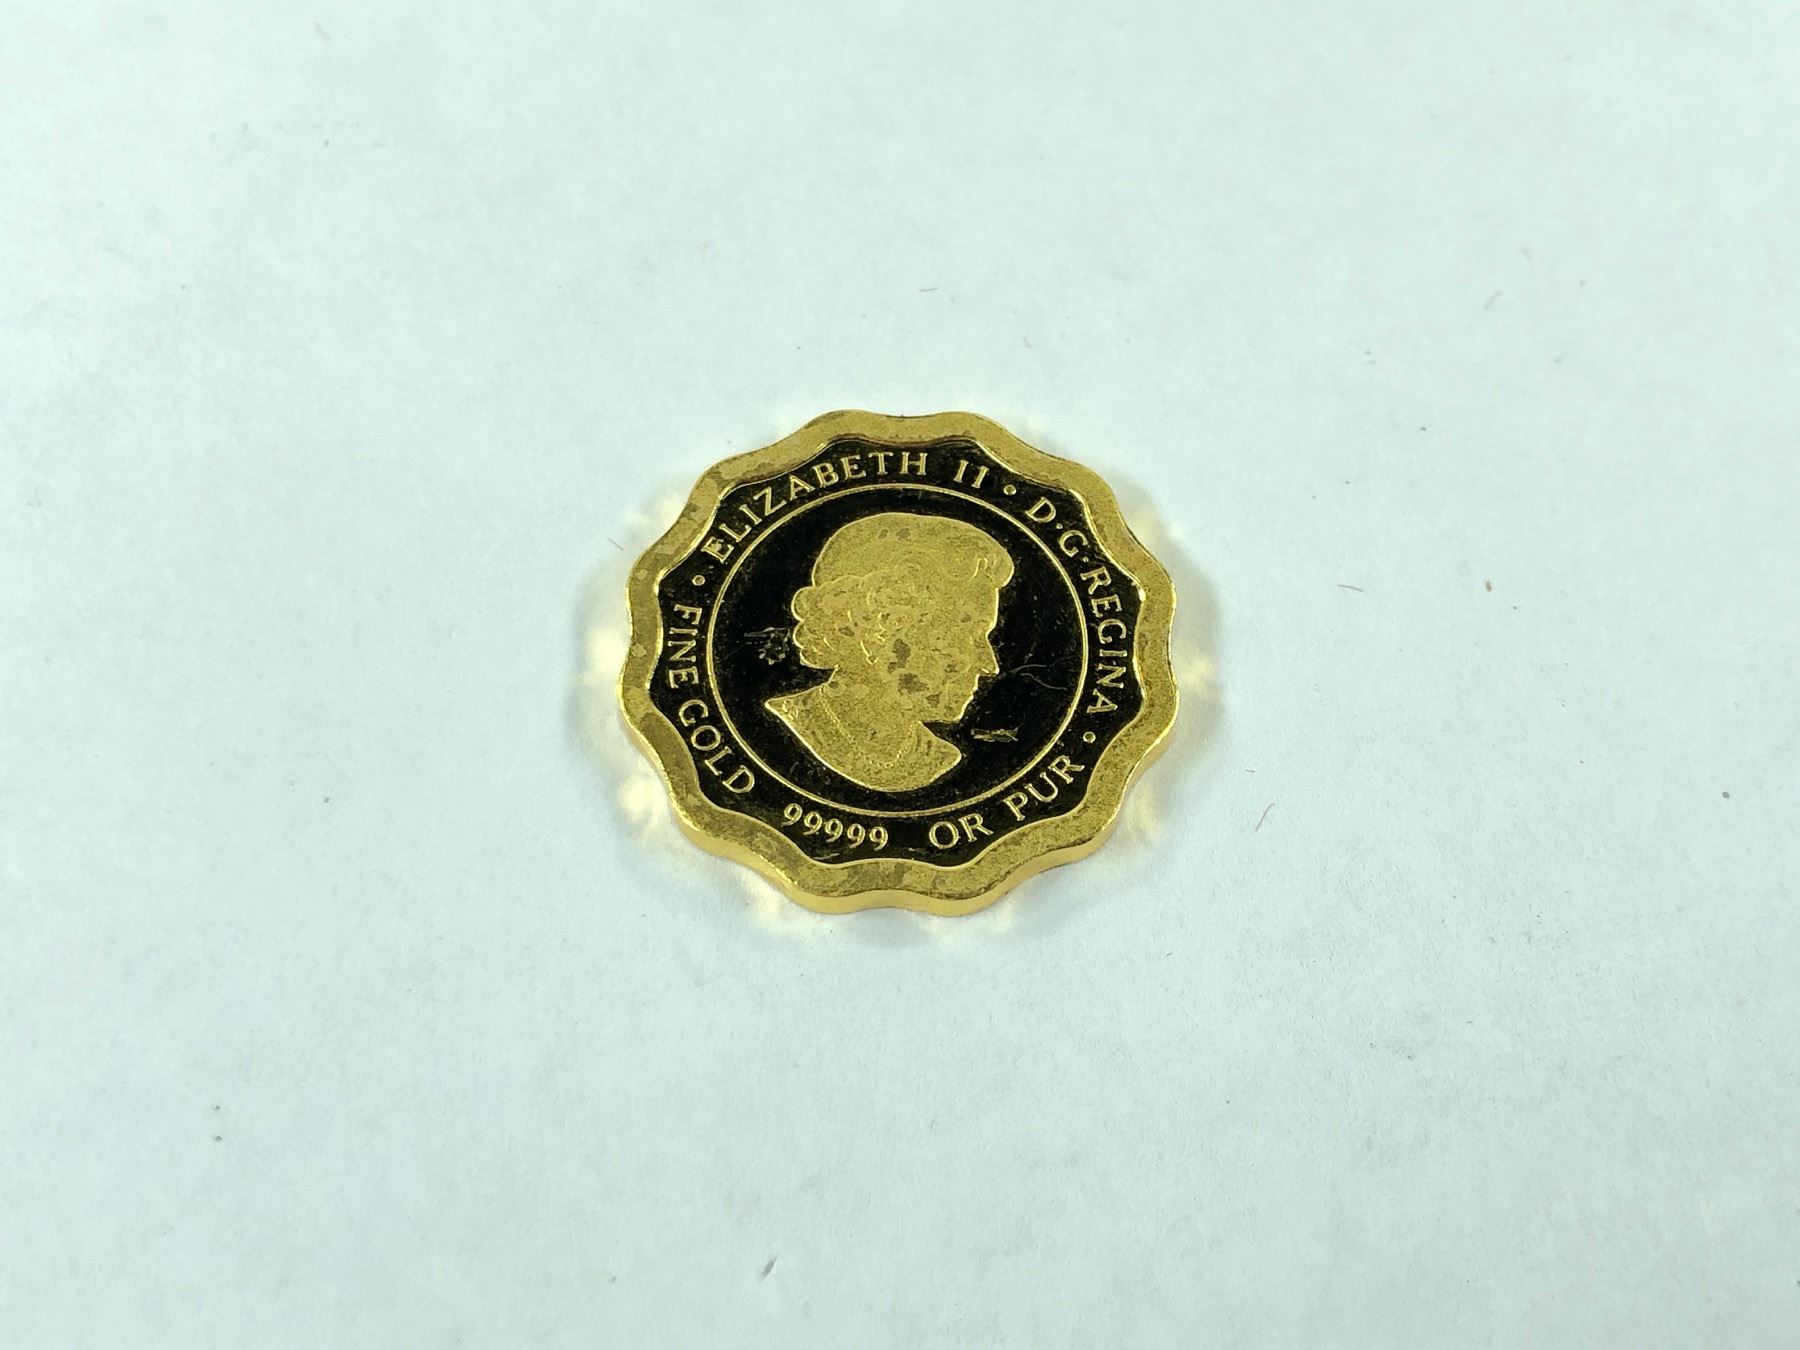 • ELIZABETH II • D•G•REGINA •
FINE GOLD 99999 OR PUR